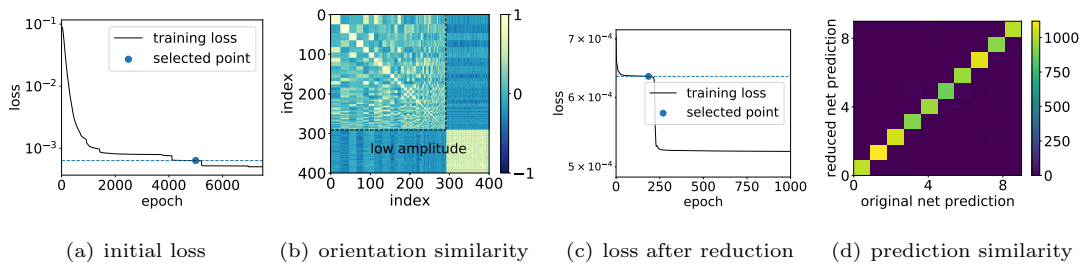 10⁻¹
10⁻²
10⁻³
loss
0
2000
4000
6000
epoch
training loss
selected point
0
100
200
300
400
index
0
100
200
300
400
index
low amplitude
1
0
−1
7 × 10⁻⁴
6 × 10⁻⁴
5 × 10⁻⁴
loss
0
250
500
750
1000
epoch
training loss
selected point
8
4
0
reduced net prediction
0
4
8
original net prediction
1000
750
500
250
0
(a) initial loss
(b) orientation similarity
(c) loss after reduction
(d) prediction similarity